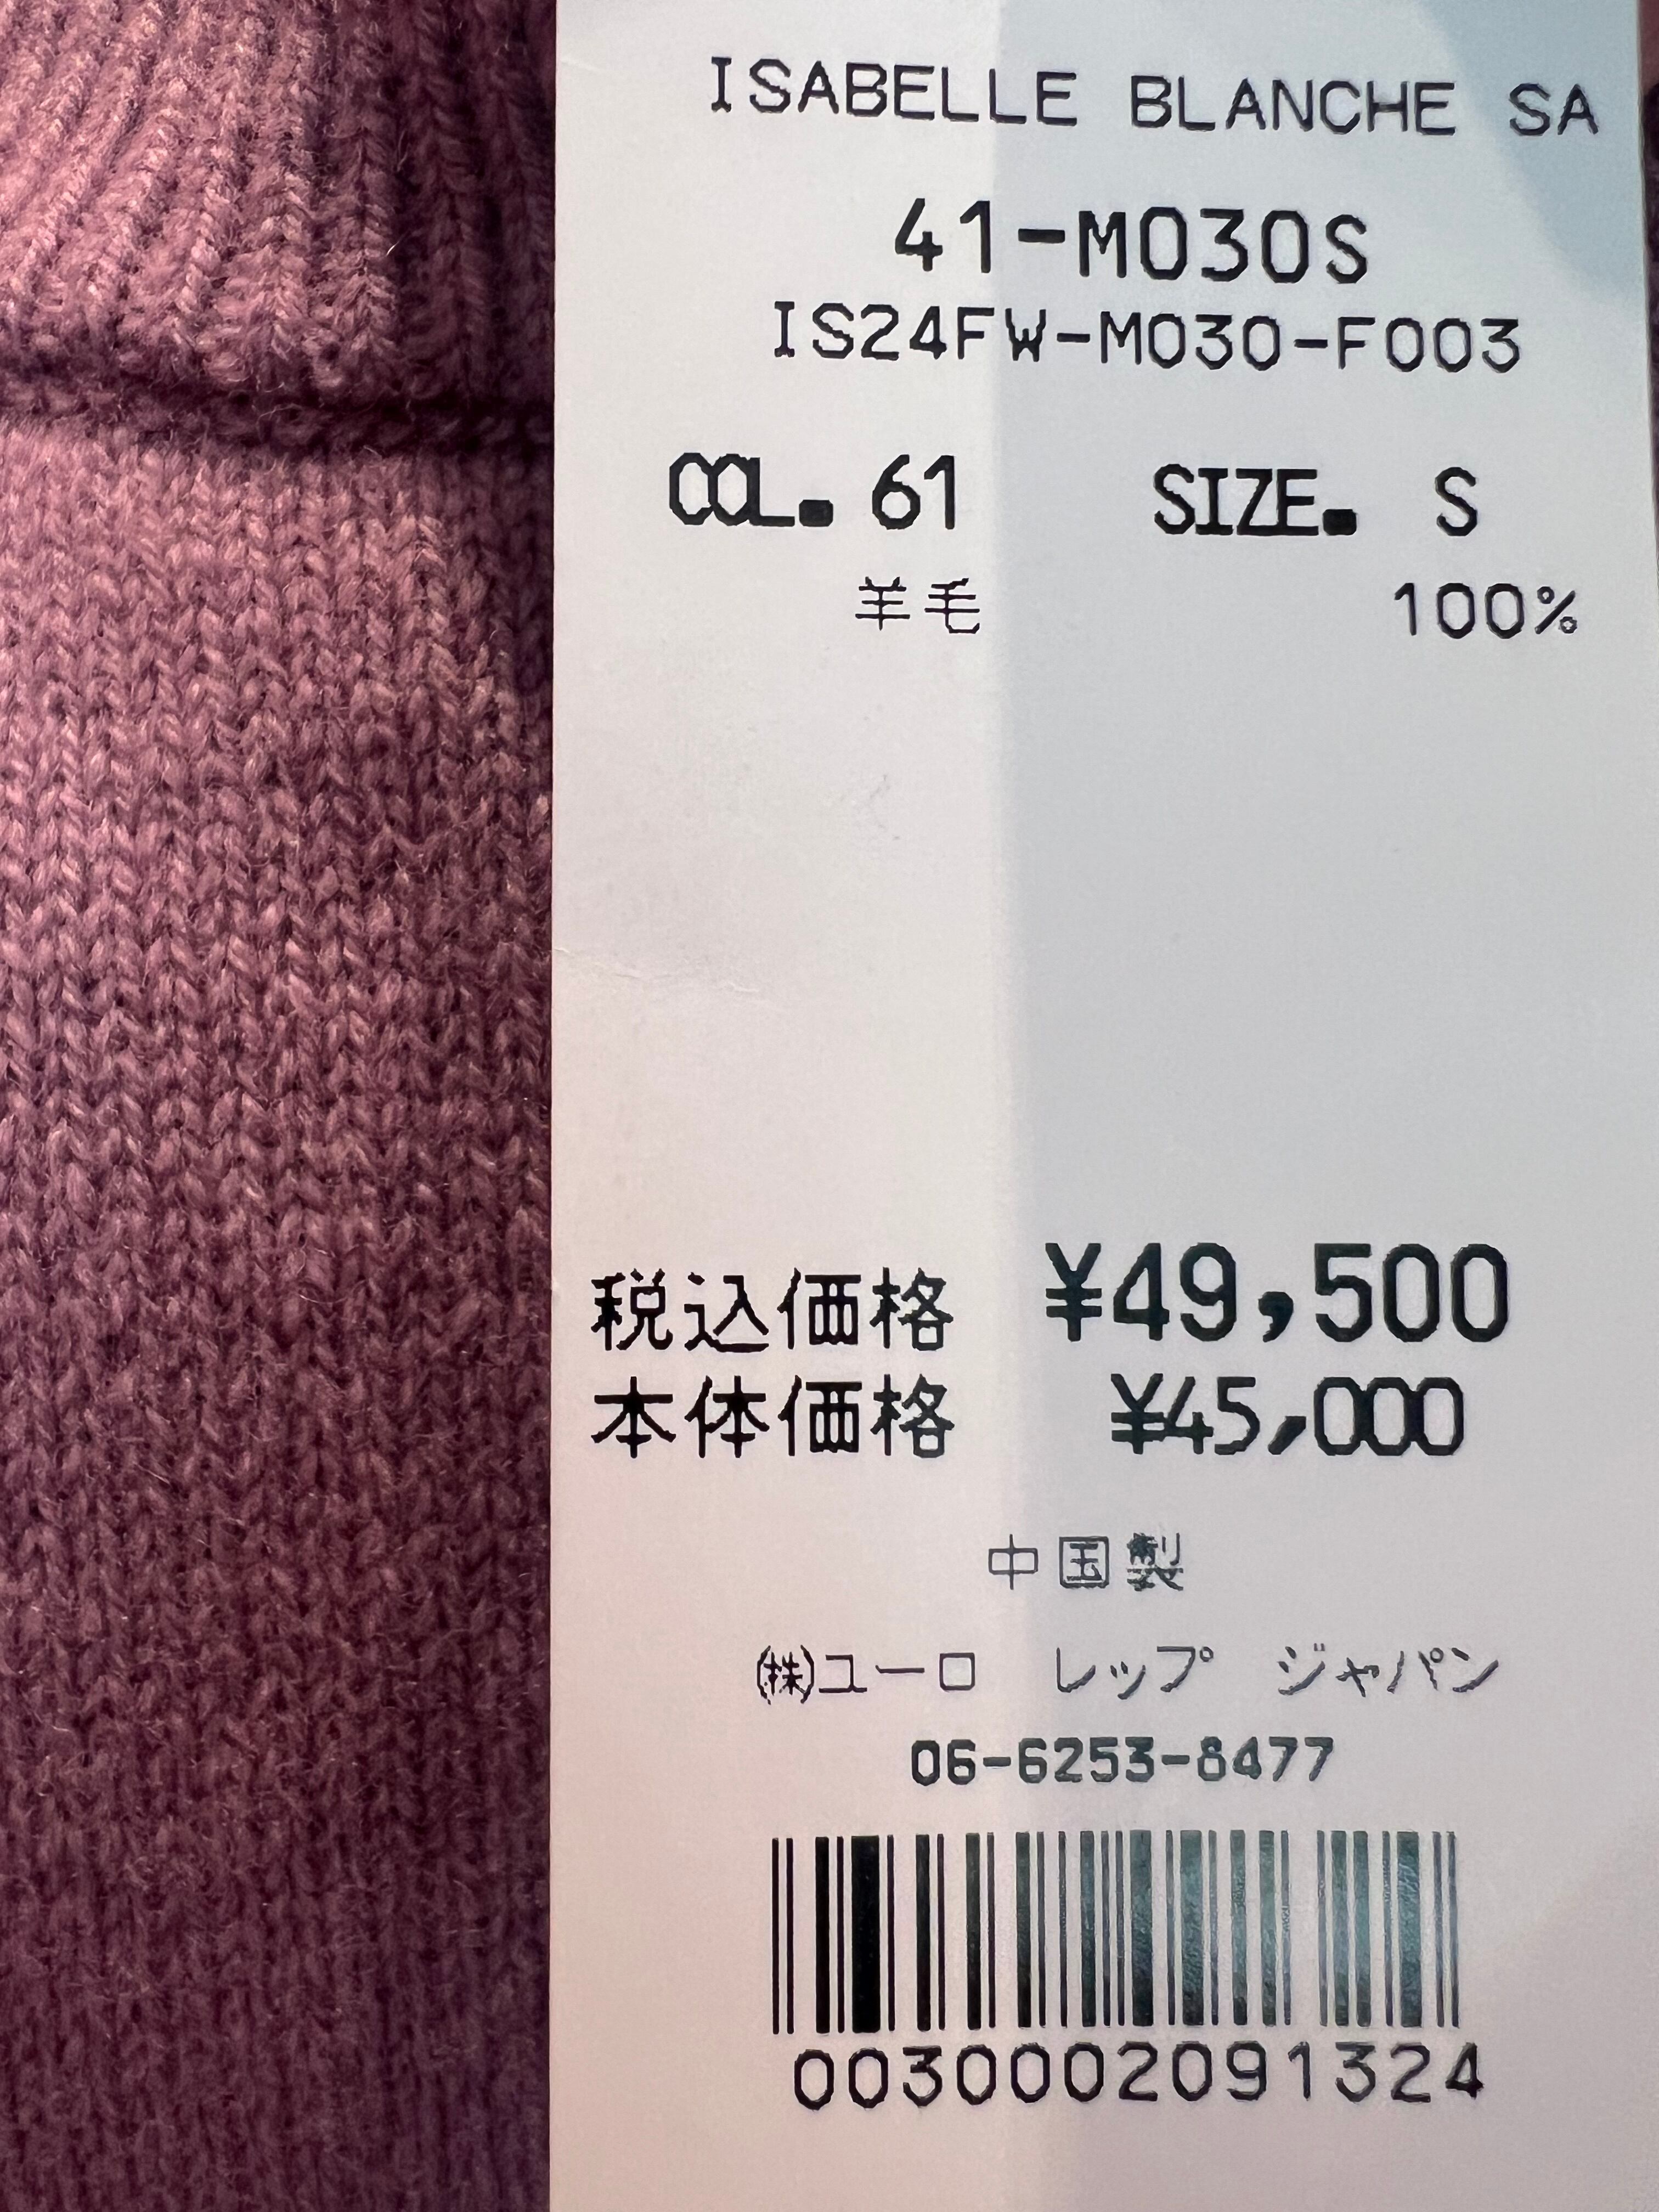 ISABELLE BLANCHE SA
41-M030S
IS24FW-M030-F003
COL. 61 SIZE. S
羊毛 100%
税込価格 ¥49,500
本体価格 ¥45,000
中国製
㈱ユーロ レップ ジャパン
06-6253-8477
0030002091324